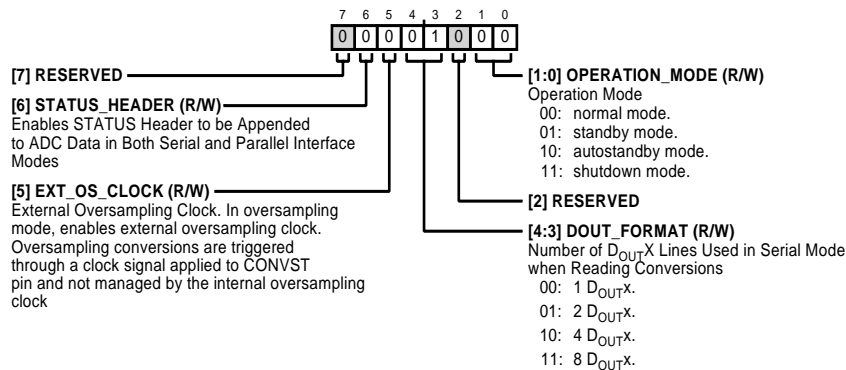 7 6 5 4 3 2 1 0
0 0 0 0 1 0 0 0
[7] RESERVED
[6] STATUS_HEADER (R/W)
Enables STATUS Header to be Appended
to ADC Data in Both Serial and Parallel Interface
Modes
[5] EXT_OS_CLOCK (R/W)
External Oversampling Clock. In oversampling
mode, enables external oversampling clock.
Oversampling conversions are triggered
through a clock signal applied to CONVST
pin and not managed by the internal oversampling
clock
[1:0] OPERATION_MODE (R/W)
Operation Mode
00: normal mode.
01: standby mode.
10: autostandby mode.
11: shutdown mode.
[2] RESERVED
[4:3] DOUT_FORMAT (R/W)
Number of DOUTX Lines Used in Serial Mode
when Reading Conversions
00: 1 DOUTx.
01: 2 DOUTx.
10: 4 DOUTx.
11: 8 DOUTx.